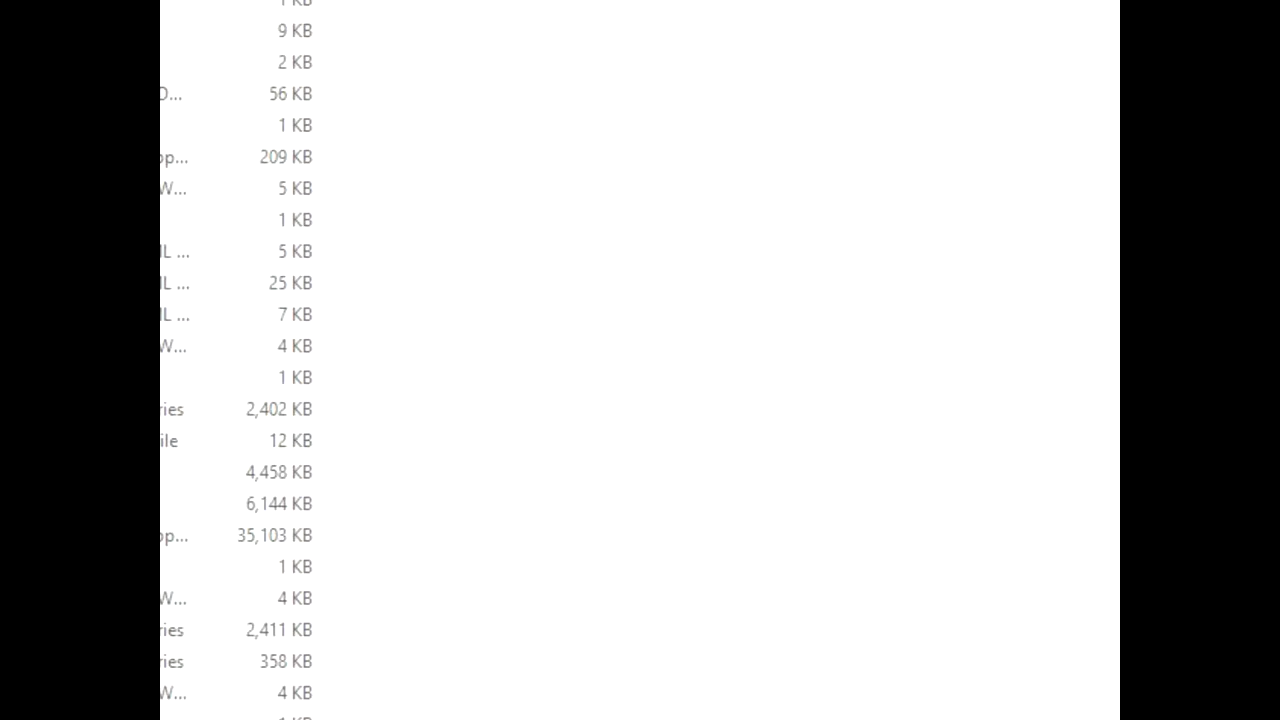 9 KB
2 KB
... 56 KB
1 KB
op... 209 KB
W... 5 KB
1 KB
L ... 5 KB
L ... 25 KB
L ... 7 KB
W... 4 KB
1 KB
ries 2,402 KB
ile 12 KB
4,458 KB
6,144 KB
op... 35,103 KB
1 KB
W... 4 KB
ries 2,411 KB
ries 358 KB
W... 4 KB